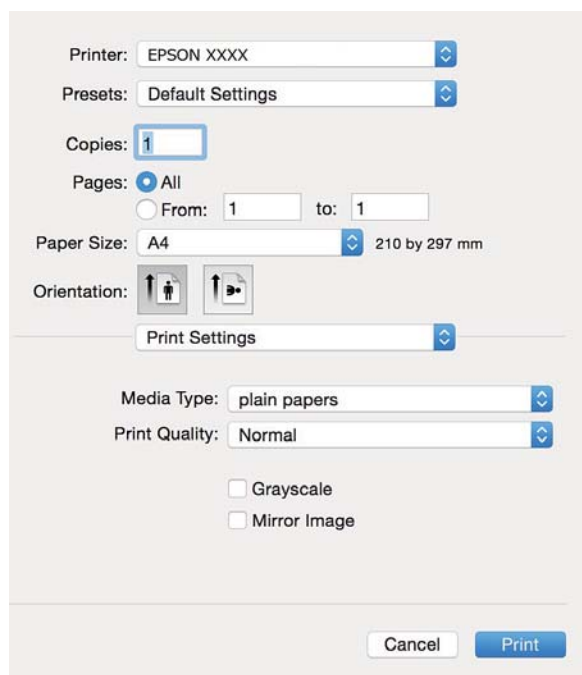 Printer: EPSON XXXX
Presets: Default Settings
Copies: 1
Pages: All
From: 1 to: 1
Paper Size: A4 210 by 297 mm
Orientation:
Print Settings
Media Type: plain papers
Print Quality: Normal
Grayscale
Mirror Image
Cancel Print